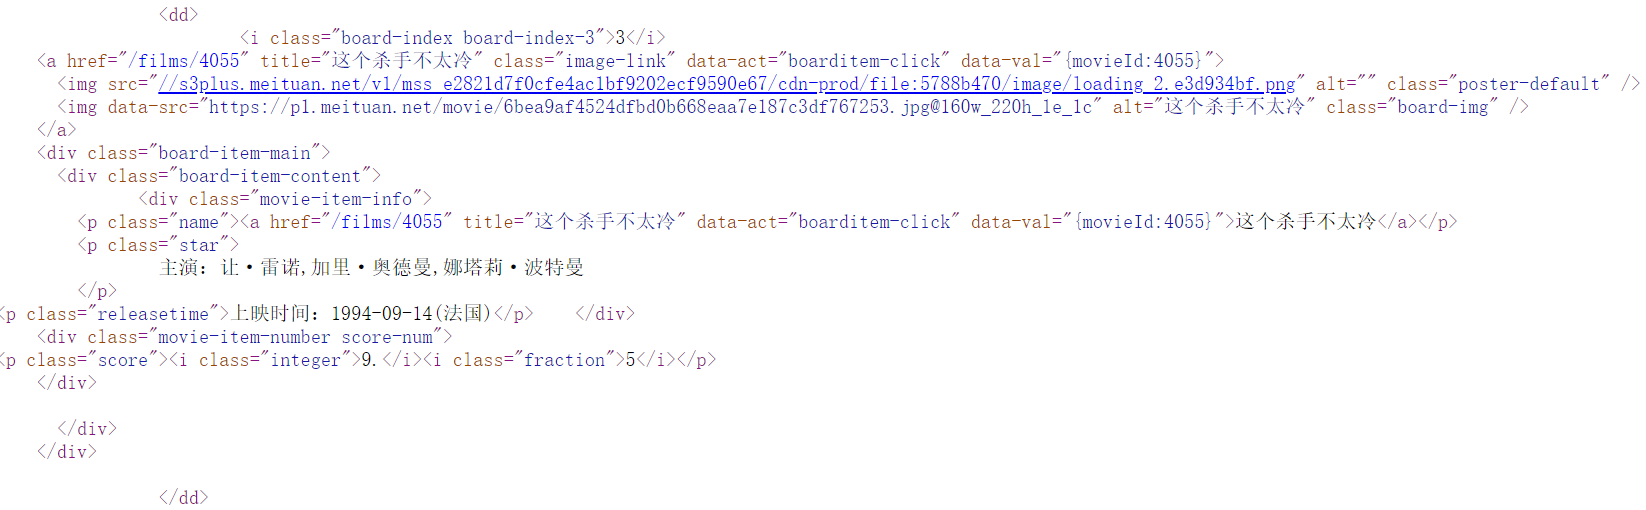 <dd>
<i class="board-index board-index-3">3</i>
<a href="/films/4055" title="这个杀手不太冷" class="image-link" data-act="boarditem-click" data-val="{movieId:4055}">
<img src="//s3plus.meituan.net/v1/mss_e2821d7f0cfe4ac1bf9202ecf9590e67/cdn-prod/file:5788b470/image/loading_2.e3d934bf.png" alt="" class="poster-default" />
<img data-src="https://p1.meituan.net/movie/6bea9af4524dfbd0b668eaa7e187c3df767253.jpg@160w_220h_1e_1c" alt="这个杀手不太冷" class="board-img" />
</a>
<div class="board-item-main">
<div class="board-item-content">
<div class="movie-item-info">
<p class="name"><a href="/films/4055" title="这个杀手不太冷" data-act="boarditem-click" data-val="{movieId:4055}">这个杀手不太冷</a></p>
<p class="star">
主演：让·雷诺,加里·奥德曼,娜塔莉·波特曼
</p>
<p class="releasetime">上映时间：1994-09-14(法国)</p> </div>
<div class="movie-item-number score-num">
<p class="score"><i class="integer">9.</i><i class="fraction">5</i></p>
</div>
</div>
</div>
</dd>